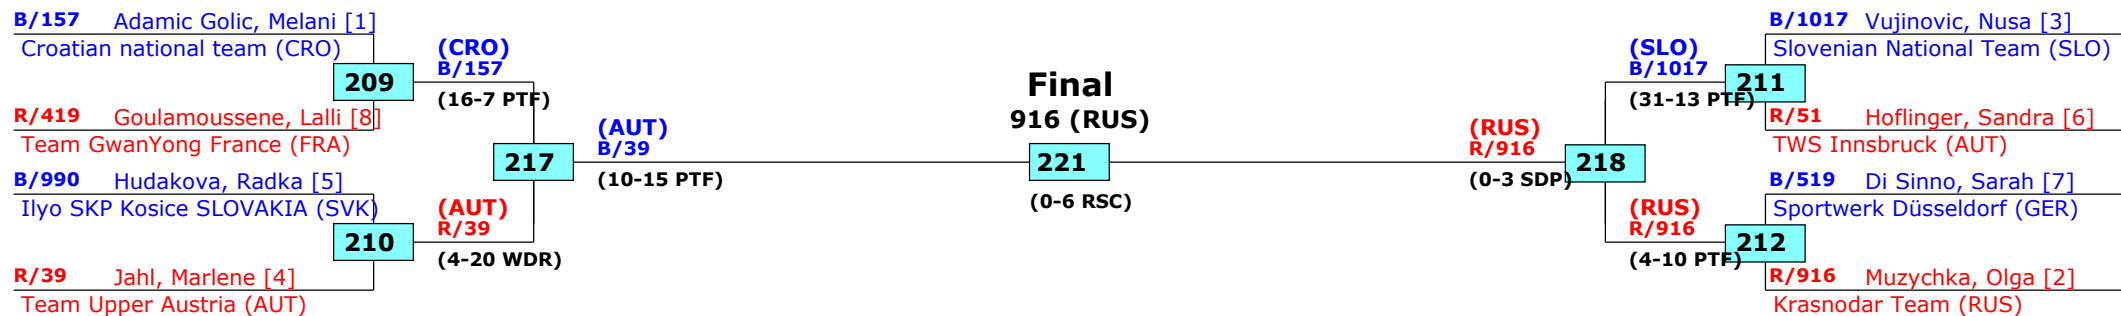 B/157 Adamic Golic, Melani [1]
Croatian national team (CRO)
209
R/419 Goulamoussene, Lalli [8]
Team GwanYong France (FRA)
B/990 Hudakova, Radka [5]
Ilyo SKP Kosice SLOVAKIA (SVK)
210
R/39 Jahl, Marlene [4]
Team Upper Austria (AUT)
(CRO)
B/157
(16-7 PTF)
217
(AUT)
R/39
(4-20 WDR)
(AUT)
B/39
(10-15 PTF)
Final
916 (RUS)
221
(0-6 RSC)
(RUS)
R/916
(0-3 SDP)
218
(SLO)
B/1017
(31-13 PTF)
(RUS)
R/916
(4-10 PTF)
B/1017 Vujinovic, Nusa [3]
Slovenian National Team (SLO)
211
R/51 Hoflinger, Sandra [6]
TWS Innsbruck (AUT)
B/519 Di Sinno, Sarah [7]
Sportwerk Düsseldorf (GER)
212
R/916 Muzychka, Olga [2]
Krasnodar Team (RUS)